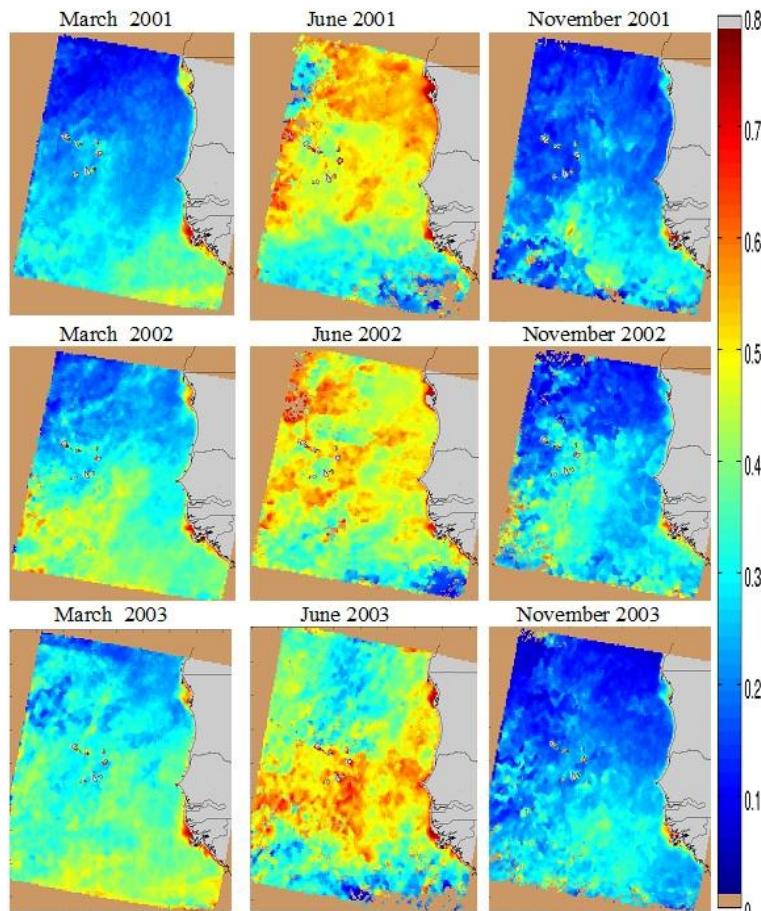 March 2001
June 2001
November 2001
March 2002
June 2002
November 2002
March 2003
June 2003
November 2003
0.8
0.7
0.6
0.5
0.4
0.3
0.2
0.1
0